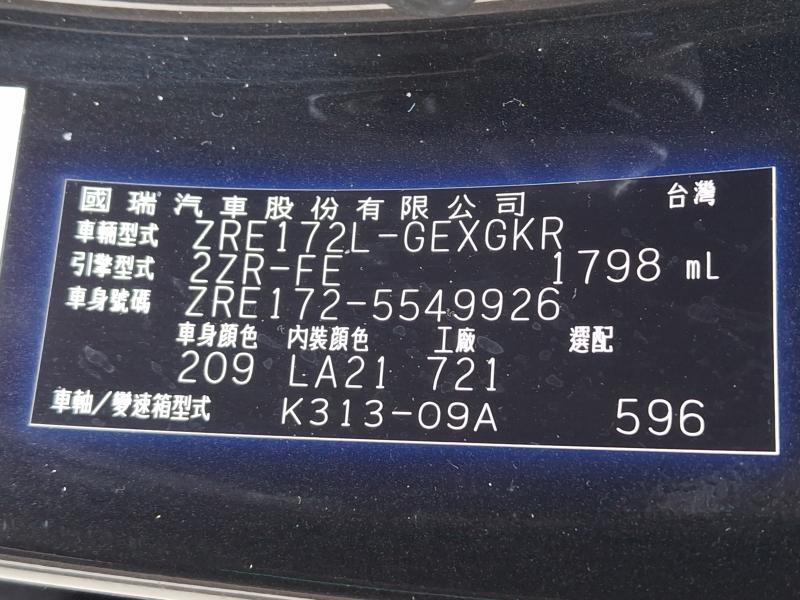 國瑞汽車股份有限公司 台灣
車輛型式 ZRE172L-GEXGKR
引擎型式 2ZR-FE 1798 mL
車身號碼 ZRE172-5549926
車身顏色 內裝顏色 工廠 選配
209 LA21 721
車軸/變速箱型式 K313-09A 596